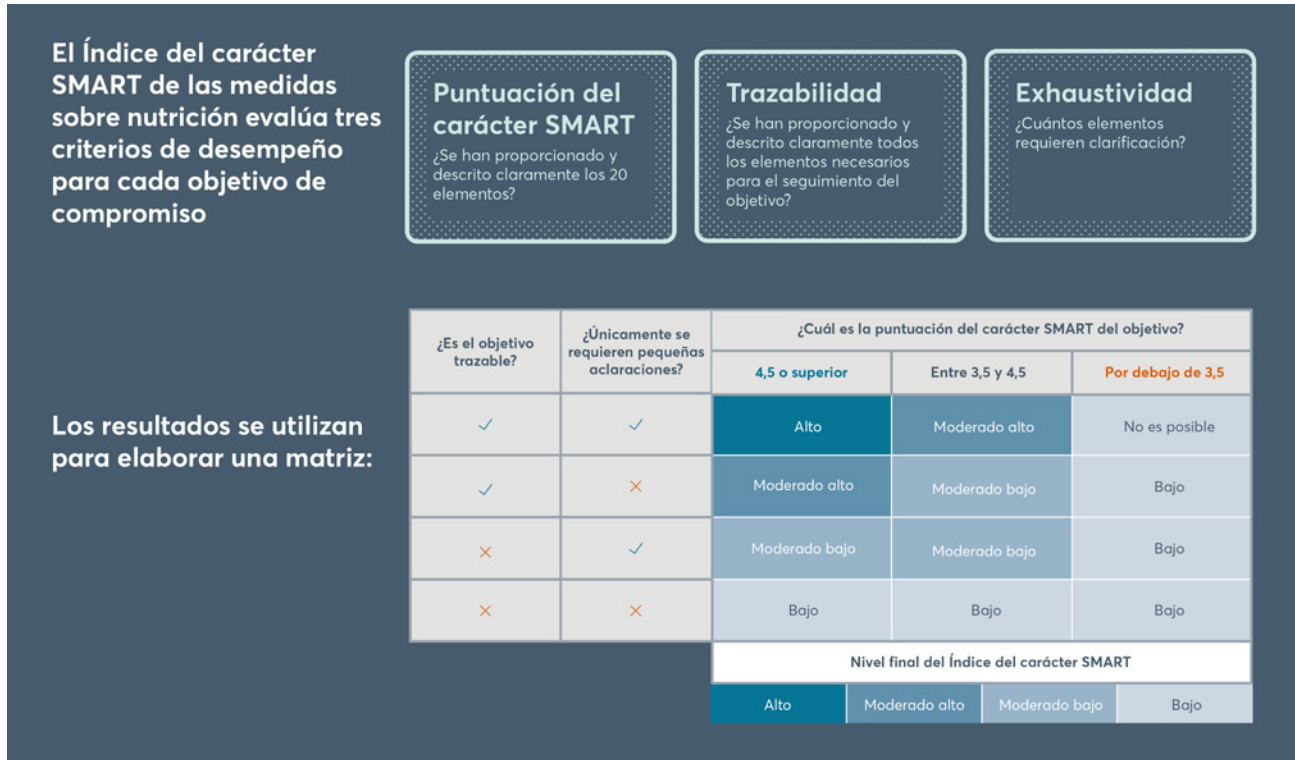 El Índice del carácter
SMART de las medidas
sobre nutrición evalúa tres
criterios de desempeño
para cada objetivo de
compromiso
Puntuación del
carácter SMART
¿Se han proporcionado y
descrito claramente los 20
elementos?
Trazabilidad
¿Se han proporcionado y
descrito claramente todos
los elementos necesarios
para el seguimiento del
objetivo?
Exhaustividad
¿Cuántos elementos
requieren clarificación?
Los resultados se utilizan
para elaborar una matriz:
¿Es el objetivo
trazable?
¿Únicamente se
requieren pequeñas
aclaraciones?
¿Cuál es la puntuación del carácter SMART del objetivo?
4,5 o superior
Entre 3,5 y 4,5
Por debajo de 3,5
✓ ✓ Alto Moderado alto No es posible
✓ × Moderado alto Moderado bajo Bajo
× ✓ Moderado bajo Moderado bajo Bajo
× × Bajo Bajo Bajo
Nivel final del Índice del carácter SMART
Alto Moderado alto Moderado bajo Bajo